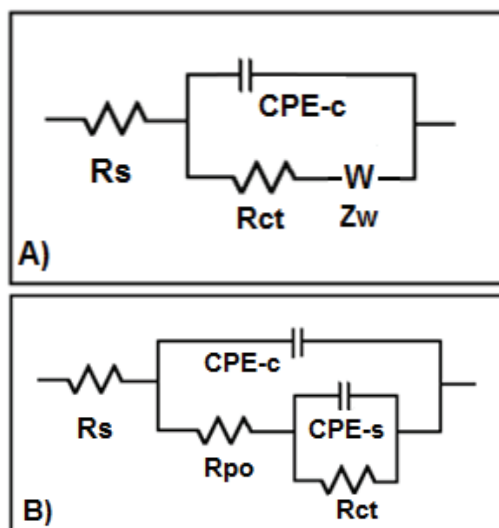 CPE-c
Rs
Rct
W
Zw
A)
CPE-c
Rs
CPE-s
Rpo
Rct
B)